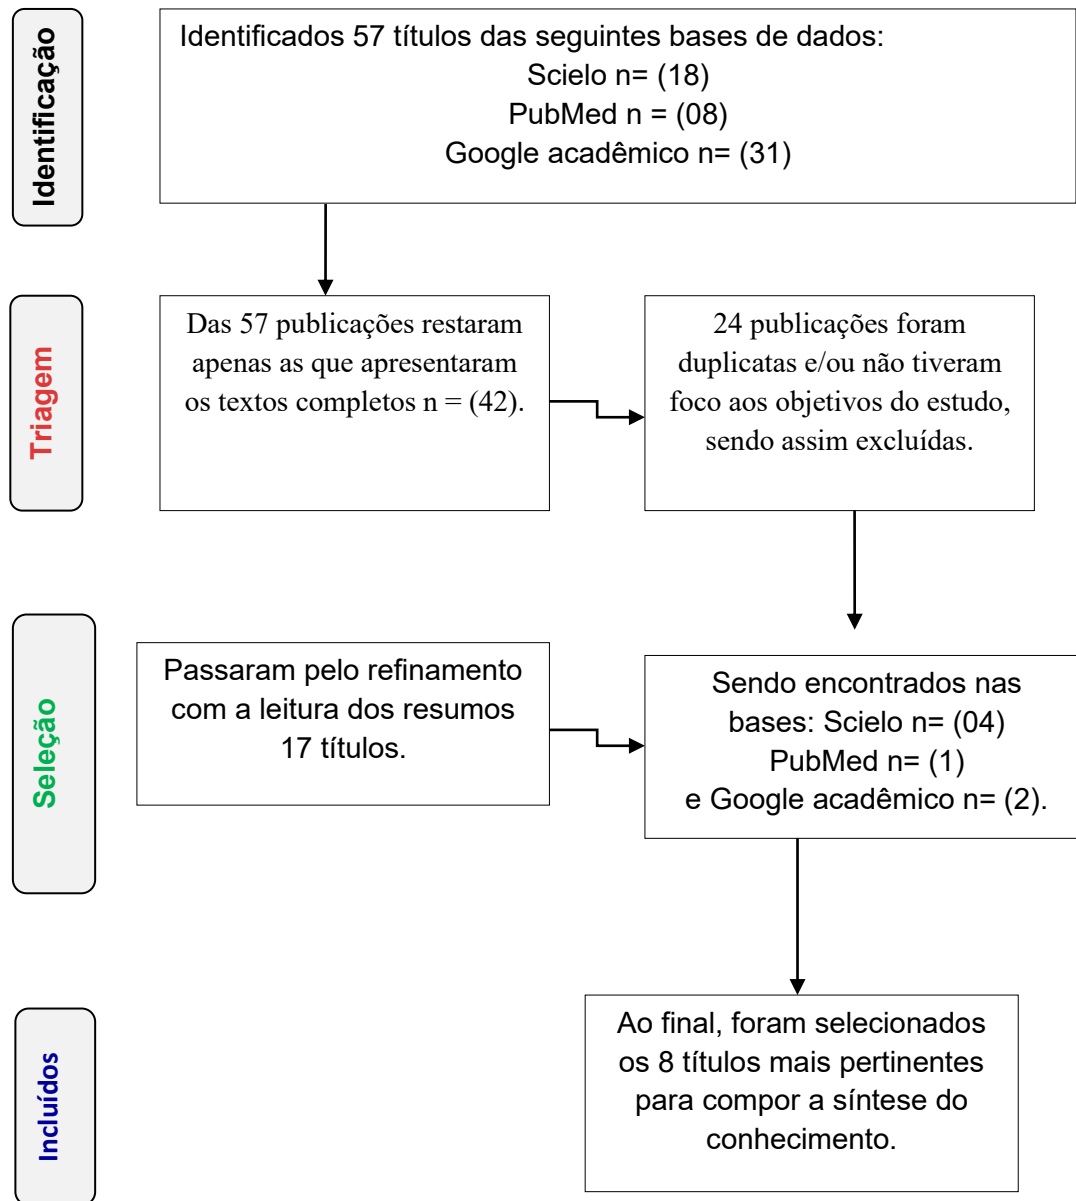 Identificação
Identificados 57 títulos das seguintes bases de dados:
Scielo n= (18)
PubMed n = (08)
Google acadêmico n= (31)
Triagem
Das 57 publicações restaram
apenas as que apresentaram
os textos completos n = (42).
24 publicações foram
duplicatas e/ou não tiveram
foco aos objetivos do estudo,
sendo assim excluídas.
Seleção
Passaram pelo refinamento
com a leitura dos resumos
17 títulos.
Sendo encontrados nas
bases: Scielo n= (04)
PubMed n= (1)
e Google acadêmico n= (2).
Incluídos
Ao final, foram selecionados
os 8 títulos mais pertinentes
para compor a síntese do
conhecimento.